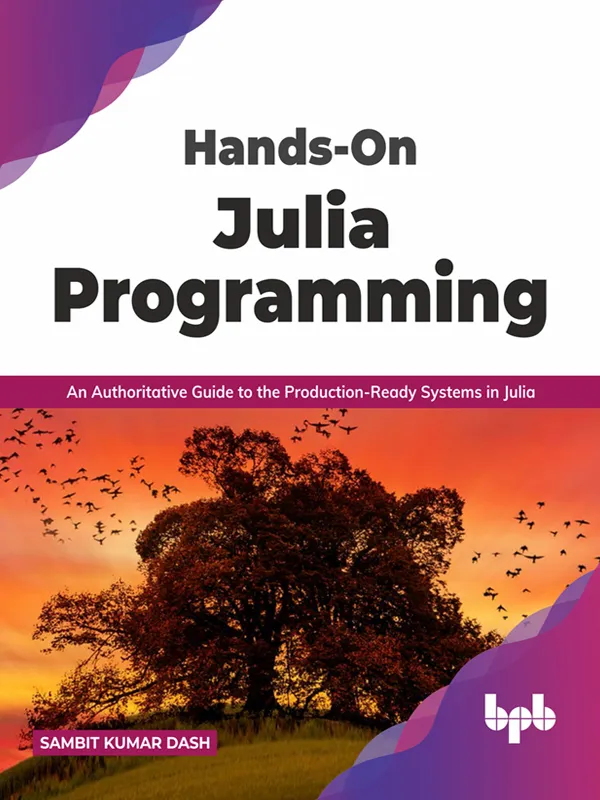 Hands-On
Julia
Programming
An Authoritative Guide to the Production-Ready Systems in Julia
SAMBIT KUMAR DASH
bpb